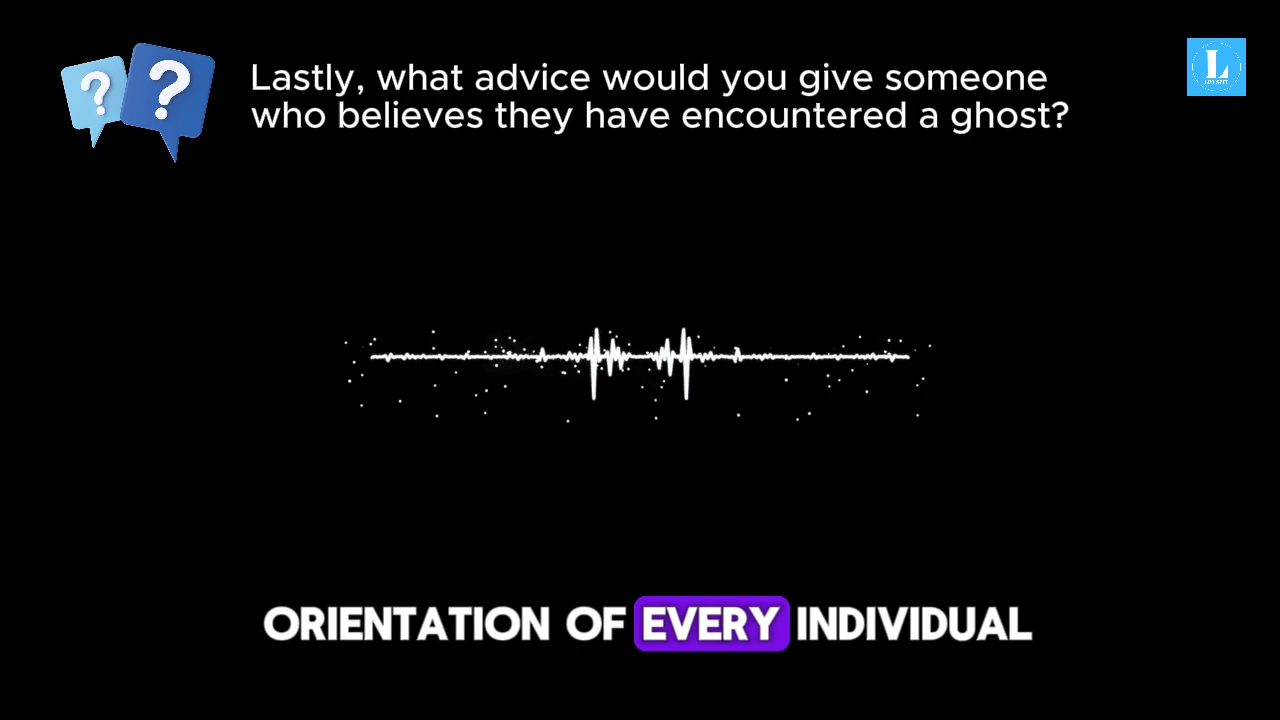 Lastly, what advice would you give someone
who believes they have encountered a ghost?
? ?
L
ORIENTATION OF EVERY INDIVIDUAL